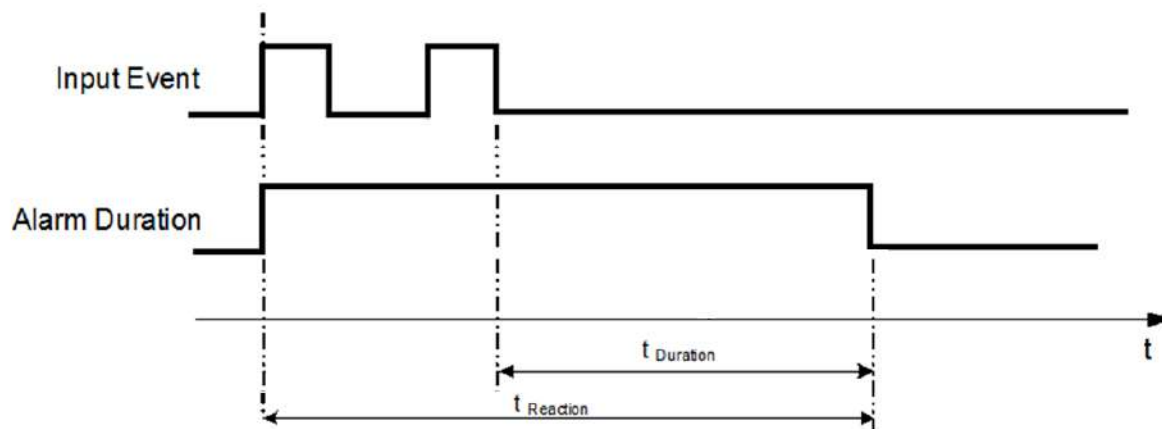 Input Event
Alarm Duration
t
t Duration
t Reaction